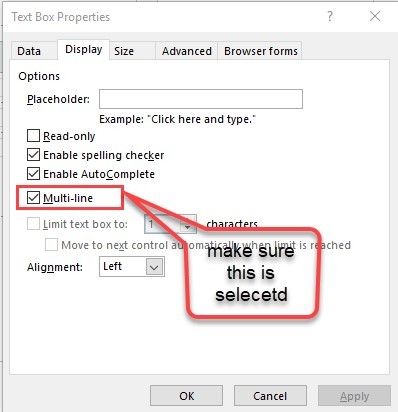 Text Box Properties
Data Display Size Advanced Browser forms
Options
Placeholder:
Example: "Click here and type."
Read-only
Enable spelling checker
Enable AutoComplete
Multi-line
Limit text box to: 1 characters
Move to next control automatically when limit is reached
Alignment: Left
make sure
this is
selecetd
OK Cancel Apply